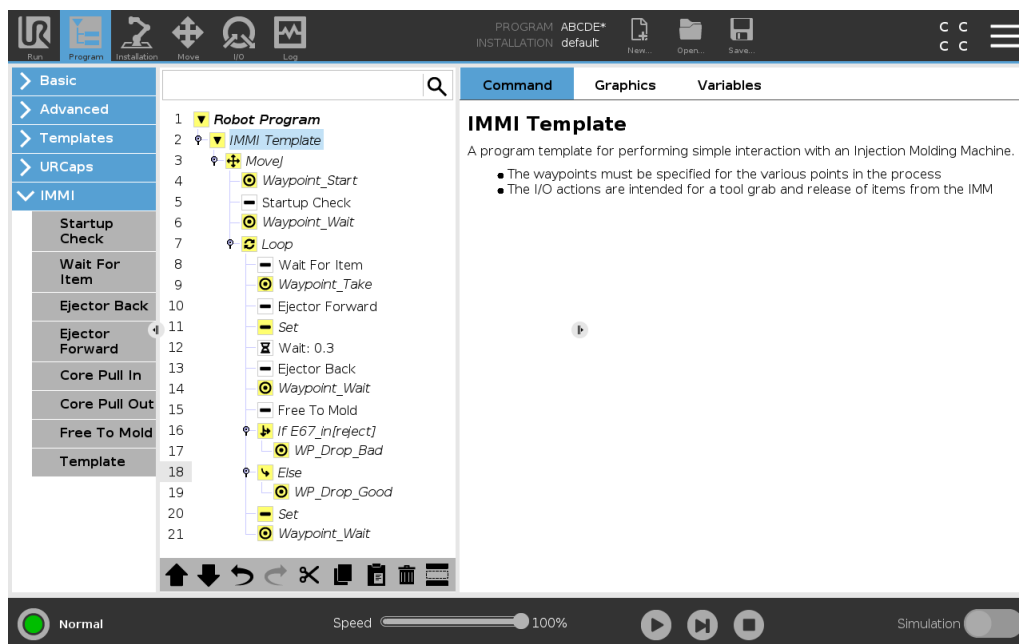 UR
Run
Program
Installation
Move
I/O
Log
PROGRAM ABCDE*
INSTALLATION default
New...
Open...
Save...
C C
C C
Basic
Advanced
Templates
URCaps
IMMI
Startup
Check
Wait For
Item
Ejector Back
Ejector
Forward
Core Pull In
Core Pull Out
Free To Mold
Template
1 Robot Program
2 IMMI Template
3 MoveJ
4 Waypoint_Start
5 Startup Check
6 Waypoint_Wait
7 Loop
8 Wait For Item
9 Waypoint_Take
10 Ejector Forward
11 Set
12 Wait: 0.3
13 Ejector Back
14 Waypoint_Wait
15 Free To Mold
16 If E67_in[reject]
17 WP_Drop_Bad
18 Else
19 WP_Drop_Good
20 Set
21 Waypoint_Wait
Command Graphics Variables
IMMI Template
A program template for performing simple interaction with an Injection Molding Machine.
• The waypoints must be specified for the various points in the process
• The I/O actions are intended for a tool grab and release of items from the IMM
Normal
Speed 100%
Simulation